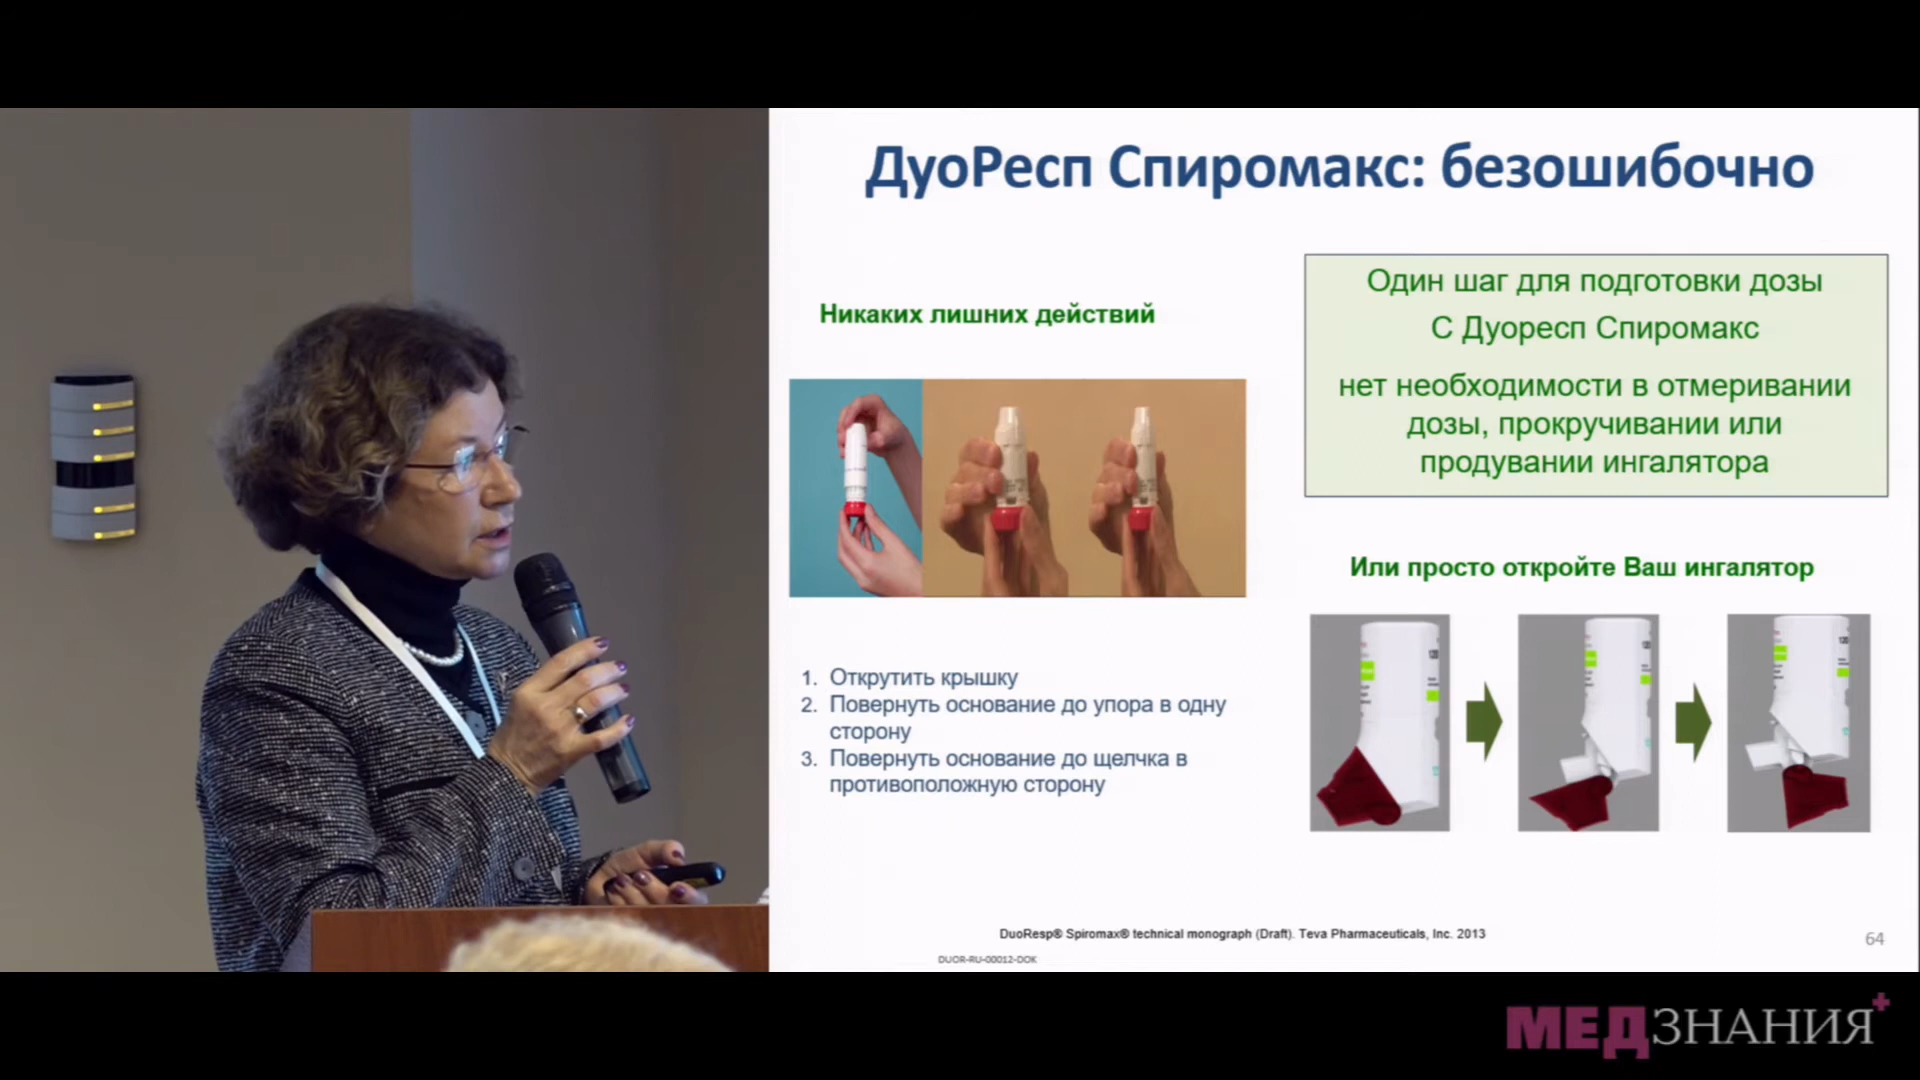 ДуоРесп Спиромакс: безошибочно
Никаких лишних действий
Один шаг для подготовки дозы
С Дуоресп Спиромакс
нет необходимости в отмеривании
дозы, прокручивании или
продувании ингалятора
Или просто откройте Ваш ингалятор
1. Открутить крышку
2. Повернуть основание до упора в одну
сторону
3. Повернуть основание до щелчка в
противоположную сторону
120
120
120
DuoResp® Spiromax® technical monograph (Draft). Teva Pharmaceuticals, Inc. 2013
64
DUOR-RU-00012-DOK
МЕДЗНАНИЯ+